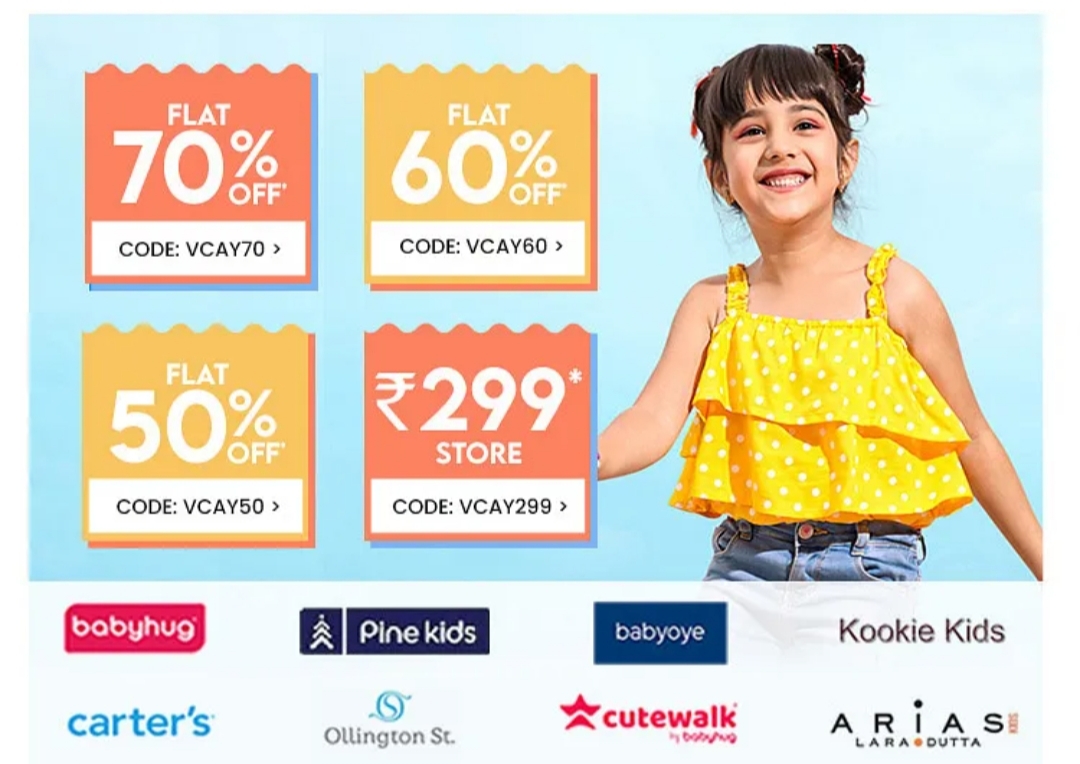 FLAT
70% OFF*
CODE: VCAY70 >
FLAT
60% OFF*
CODE: VCAY60 >
FLAT
50% OFF*
CODE: VCAY50 >
₹299*
STORE
CODE: VCAY299 >
babyhug
Pine kids
babyoye
Kookie Kids
carter's
Ollington St.
cutewalk
by babyhug
ARiAS KIDS
LARA DUTTA